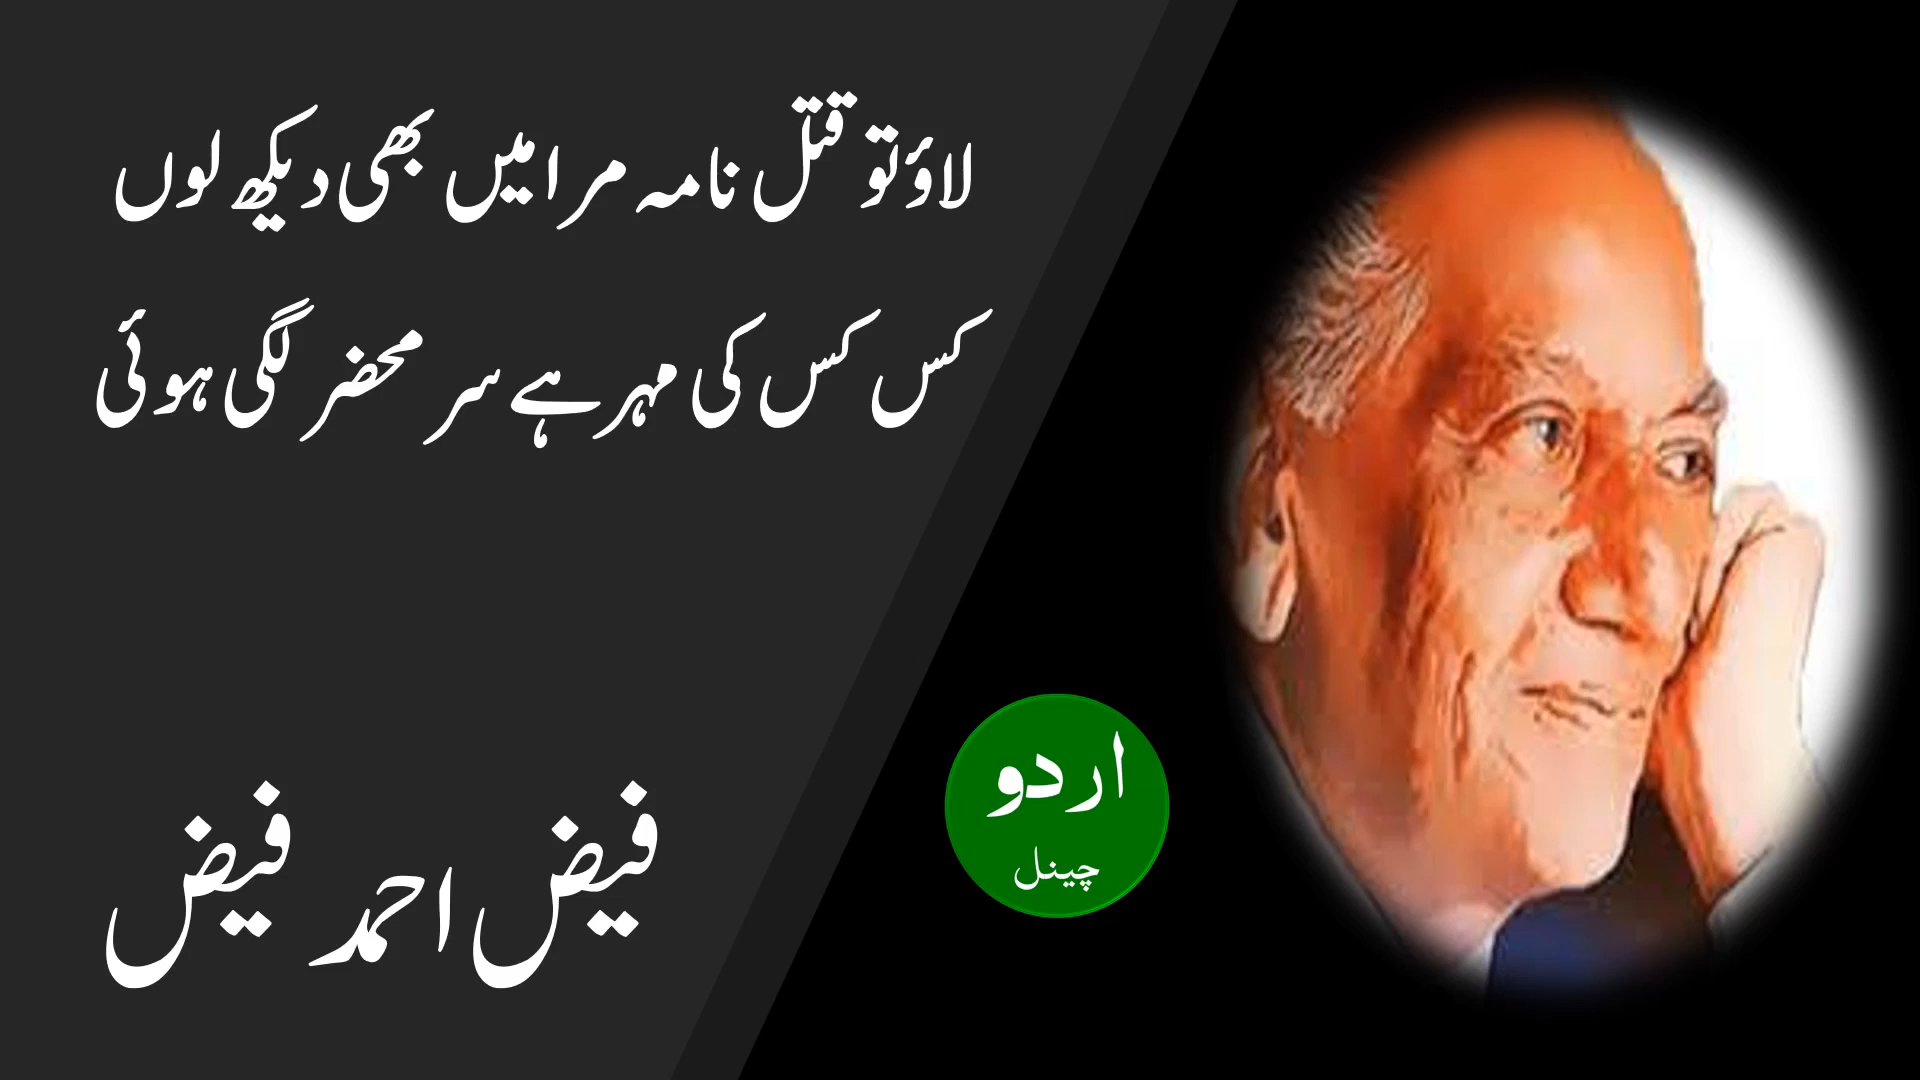 لاؤ تو قتل نامہ مرا میں بھی دیکھ لوں
کس کس کی مہر ہے سر محضر لگی ہوئی
فیض احمد فیض
اردو
چینل